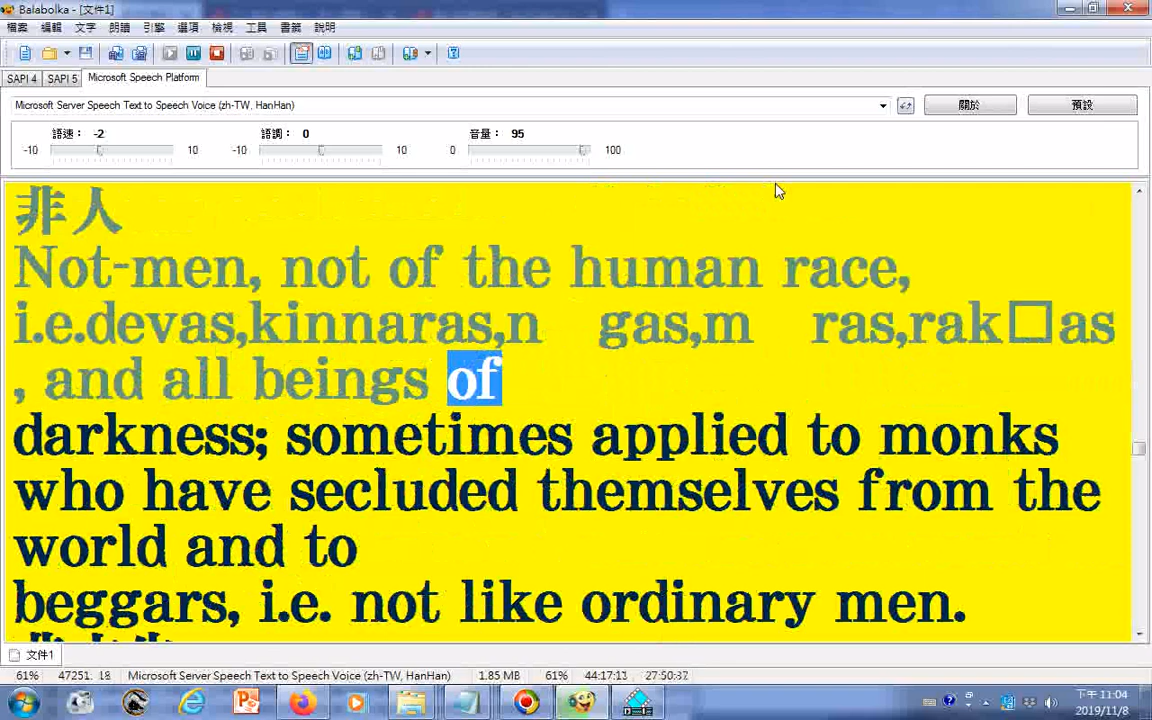 Balabolka - [文件1]
檔案 編輯 文字 朗讀 引擎 選項 檢視 工具 書籤 說明
SAPI 4 SAPI 5 Microsoft Speech Platform
Microsoft Server Speech Text to Speech Voice (zh-TW, HanHan) 關於 預設
語速： -2 語調： 0 音量： 95
-10 10 -10 10 0 100
非人
Not-men, not of the human race,
i.e.devas,kinnaras,n gas,m ras,rak□as
, and all beings of
darkness; sometimes applied to monks
who have secluded themselves from the
world and to
beggars, i.e. not like ordinary men.
文件1
61% 47251: 18 Microsoft Server Speech Text to Speech Voice (zh-TW, HanHan) 1.85 MB 61% 44:17:13 27:50:37
下午 11:04
2019/11/8